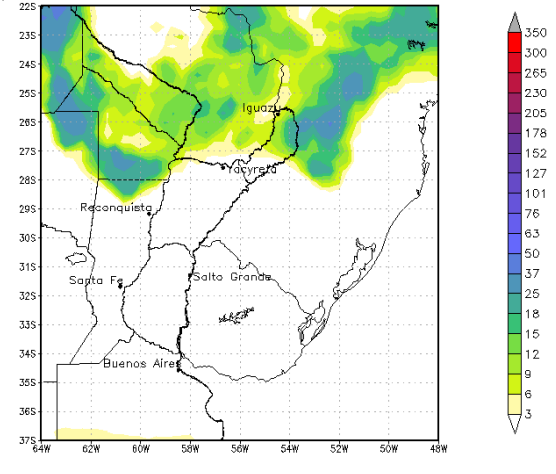 22S
23S
24S
25S
26S
27S
28S
29S
30S
31S
32S
33S
34S
35S
36S
37S
64W 62W 60W 58W 56W 54W 52W 50W 48W
Iguazu
Yacyreta
Reconquista
Santa Fe
Salto Grande
Buenos Aires
350
300
265
230
205
178
152
127
101
76
63
50
37
25
18
15
12
9
6
3